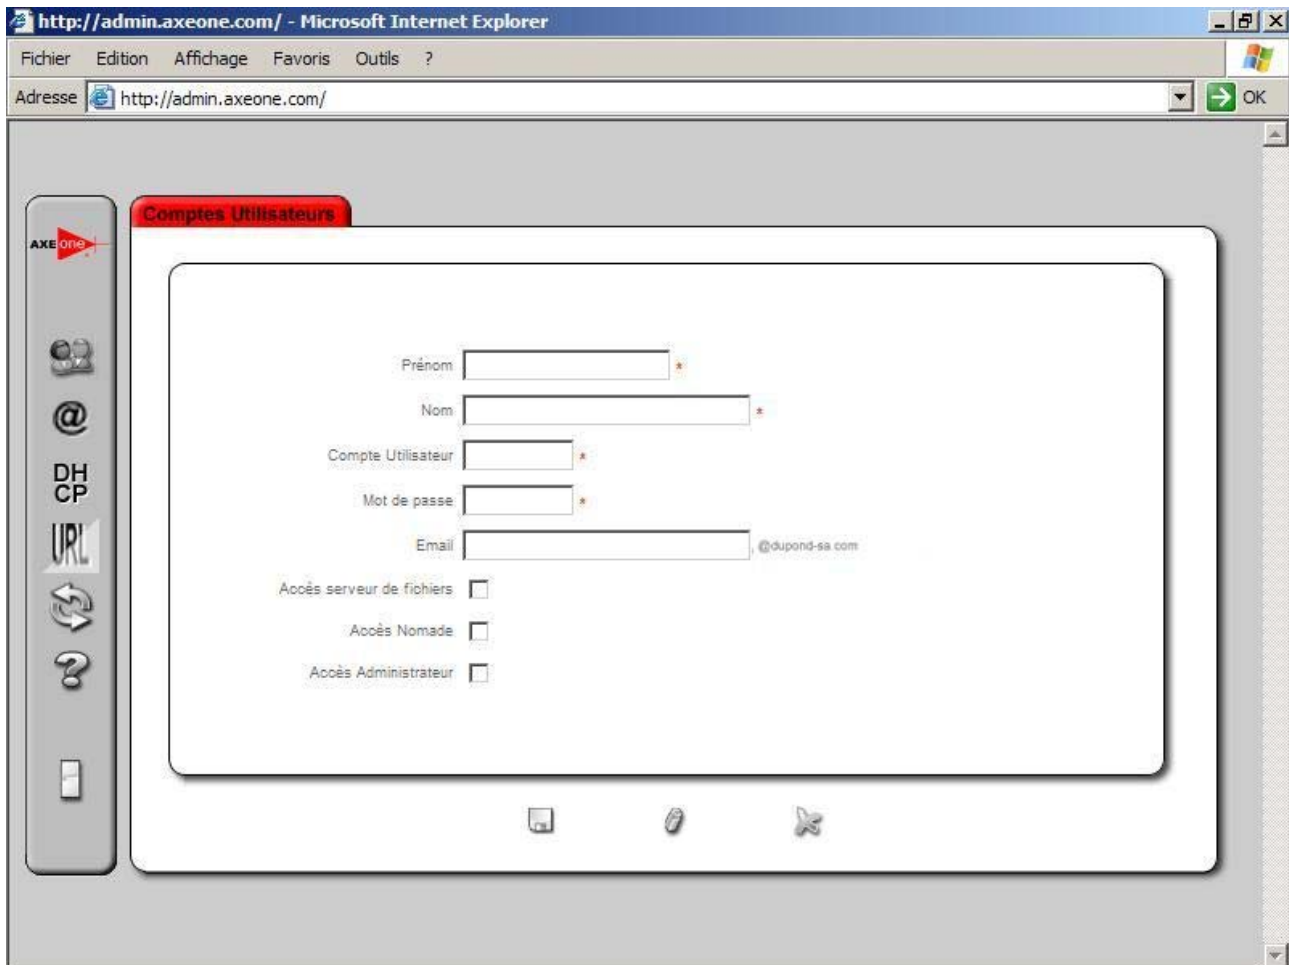 http://admin.axeone.com/ - Microsoft Internet Explorer
Fichier Edition Affichage Favoris Outils ?
Adresse http://admin.axeone.com/ OK
Comptes Utilisateurs
AXE one
Prénom *
Nom *
DH
CP
Compte Utilisateur *
Mot de passe *
URL
Email , @dupond-sa.com
Accès serveur de fichiers
Accès Nomade
Accès Administrateur